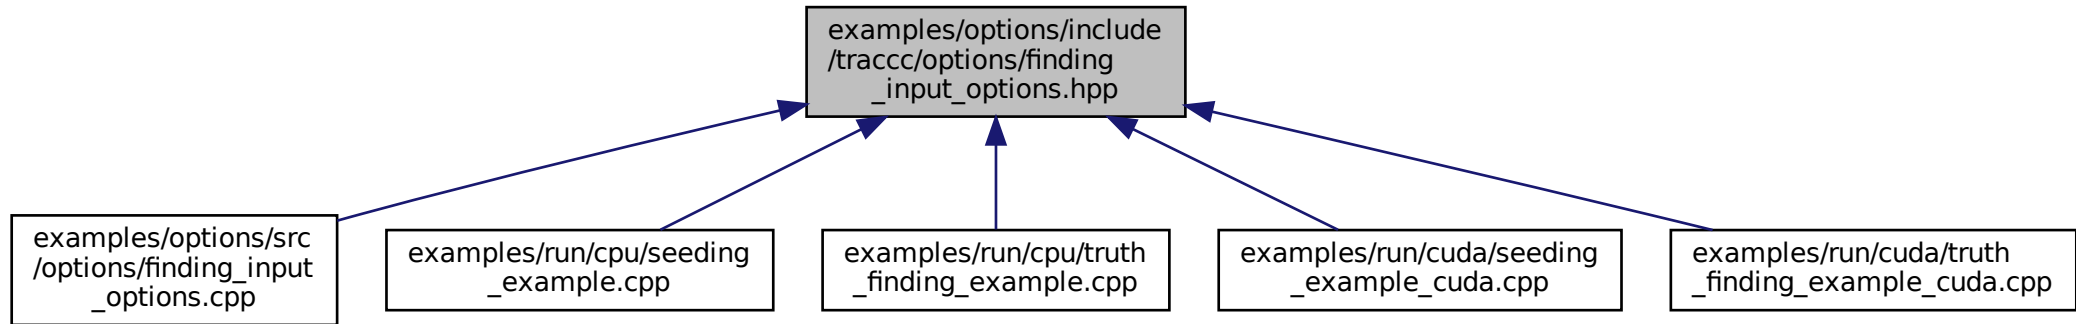 examples/options/include
/traccc/options/finding
_input_options.hpp
examples/options/src
/options/finding_input
_options.cpp
examples/run/cpu/seeding
_example.cpp
examples/run/cpu/truth
_finding_example.cpp
examples/run/cuda/seeding
_example_cuda.cpp
examples/run/cuda/truth
_finding_example_cuda.cpp